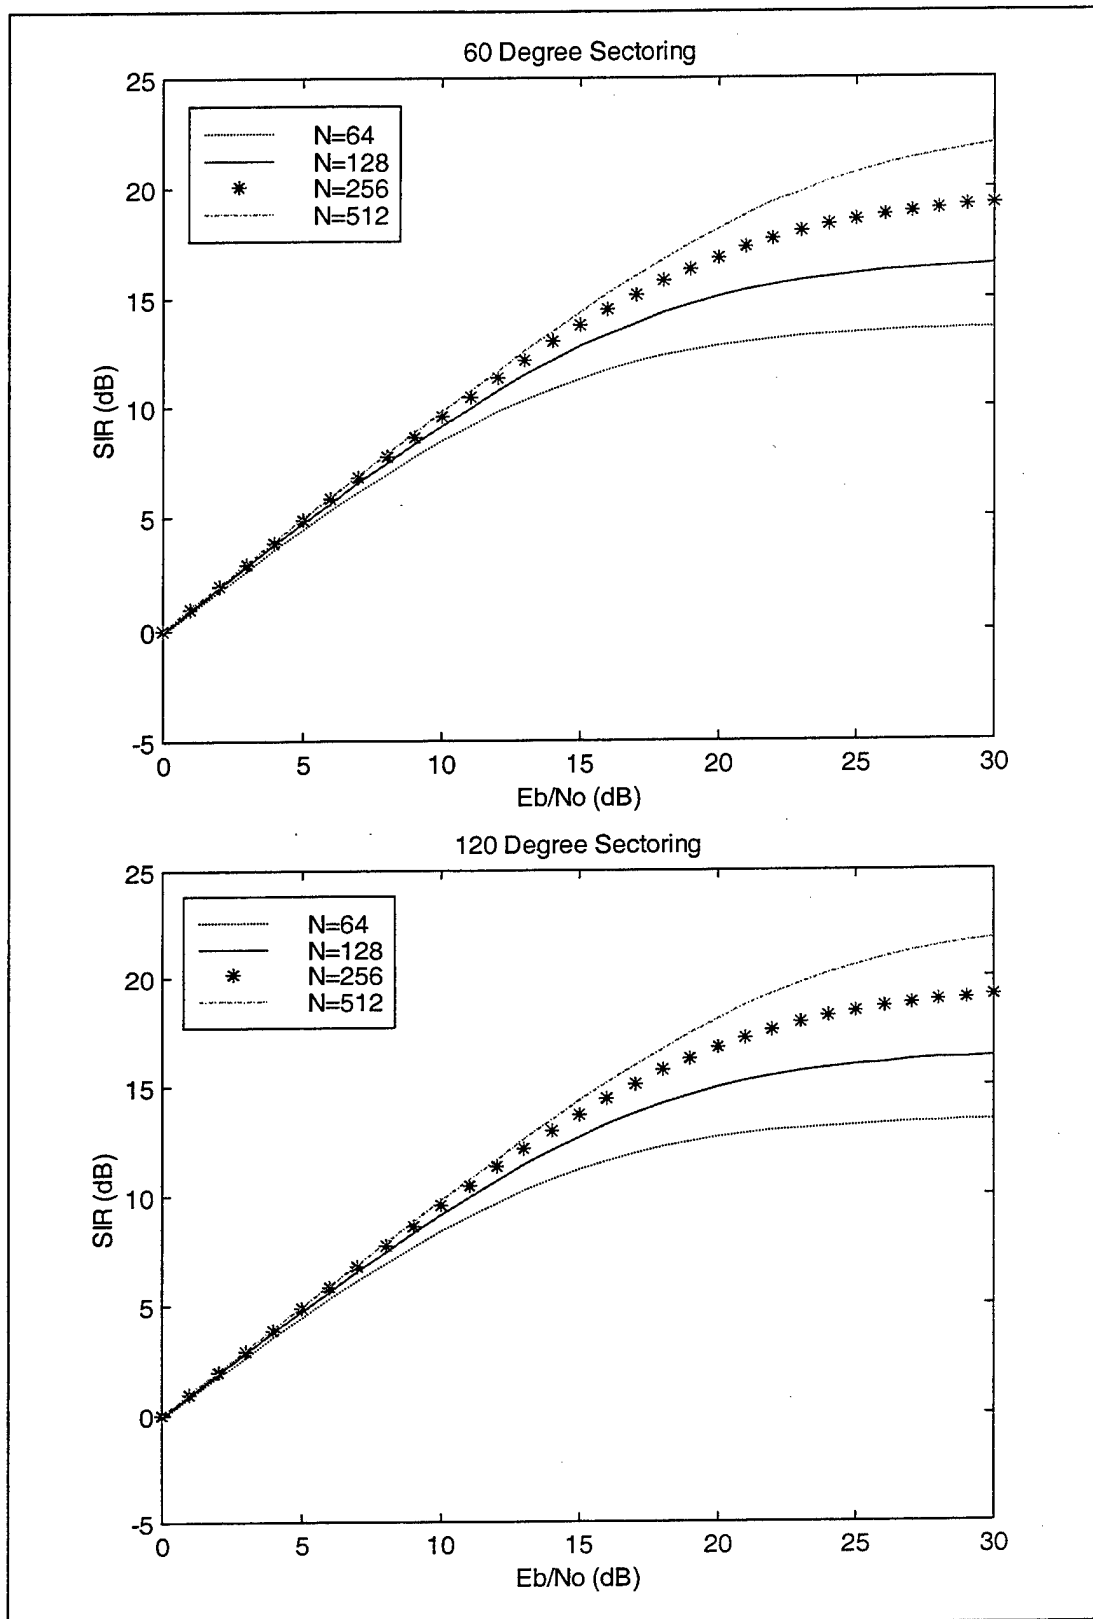 60 Degree Sectoring
25
20
15
10
5
0
-5
SIR (dB)
N=64
N=128
N=256
N=512
0 5 10 15 20 25 30
Eb/No (dB)
120 Degree Sectoring
25
20
15
10
5
0
-5
SIR (dB)
N=64
N=128
N=256
N=512
0 5 10 15 20 25 30
Eb/No (dB)